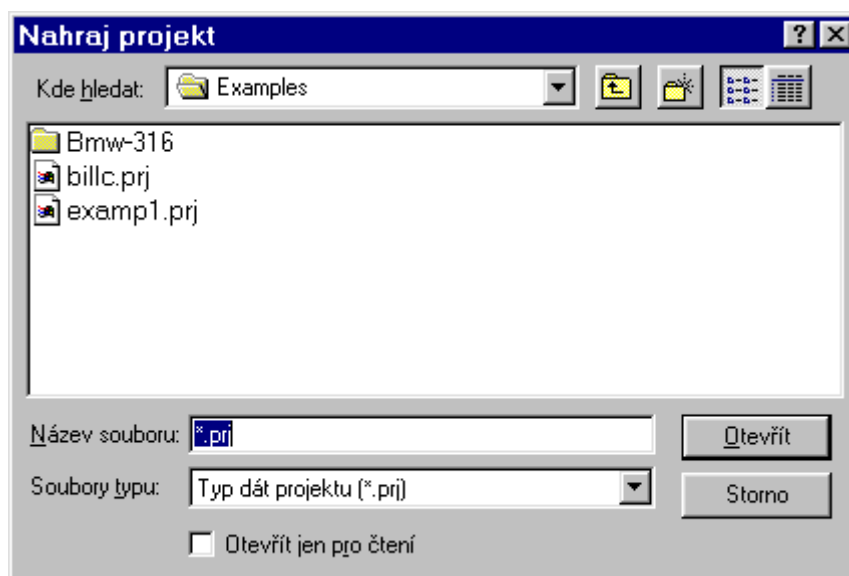 Nahraj projekt
Kde hledat: Examples
Bmw-316
billc.prj
examp1.prj
Název souboru: *.prj Otevřít
Soubory typu: Typ dát projektu (*.prj) Storno
Otevřít jen pro čtení